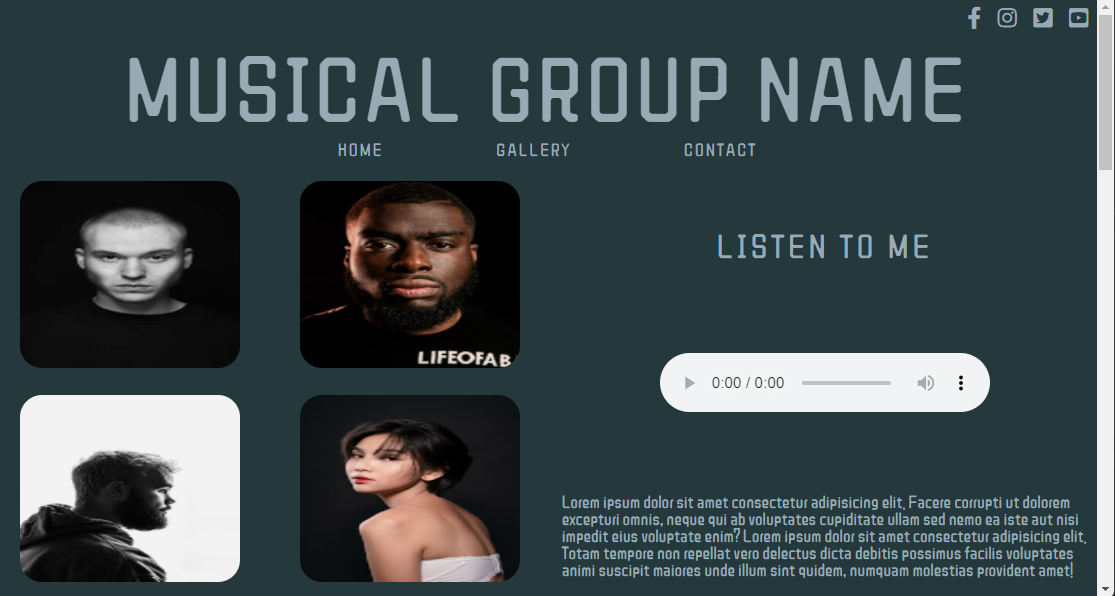 MUSICAL GROUP NAME
HOME GALLERY CONTACT
LISTEN TO ME
LIFEOFAB
0:00 / 0:00
Lorem ipsum dolor sit amet consectetur adipisicing elit. Facere corrupti ut dolorem
excepturi omnis, neque qui ab voluptates cupiditate ullam sed nemo ea iste aut nisi
impedit eius voluptate enim? Lorem ipsum dolor sit amet consectetur adipisicing elit.
Totam tempore non repellat vero delectus dicta debitis possimus facilis voluptates
animi suscipit maiores unde illum sint quidem, numquam molestias provident amet!